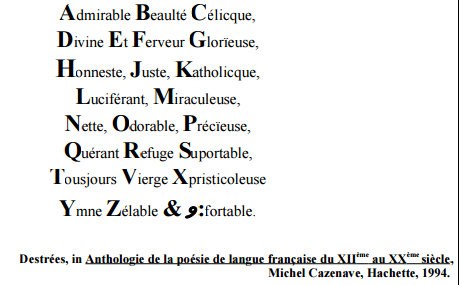 Admirable Beaulté Célicque,
Divine Et Ferveur Glorïeuse,
Honneste, Juste, Katholicque,
Luciférant, Miraculeuse,
Nette, Odorable, Précïeuse,
Quérant Refuge Suportable,
Tousjours Vierge Xpristicoleuse
Ymne Zélable & و:fortable.
Destrées, in Anthologie de la poésie de langue française du XIIème au XXème siècle,
Michel Cazenave, Hachette, 1994.